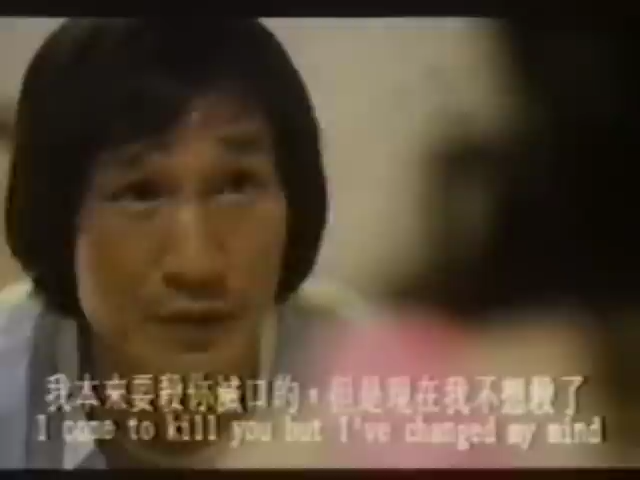 我本來要殺你滅口的，但是現在我不想殺了
I come to kill you but I've changed my mind